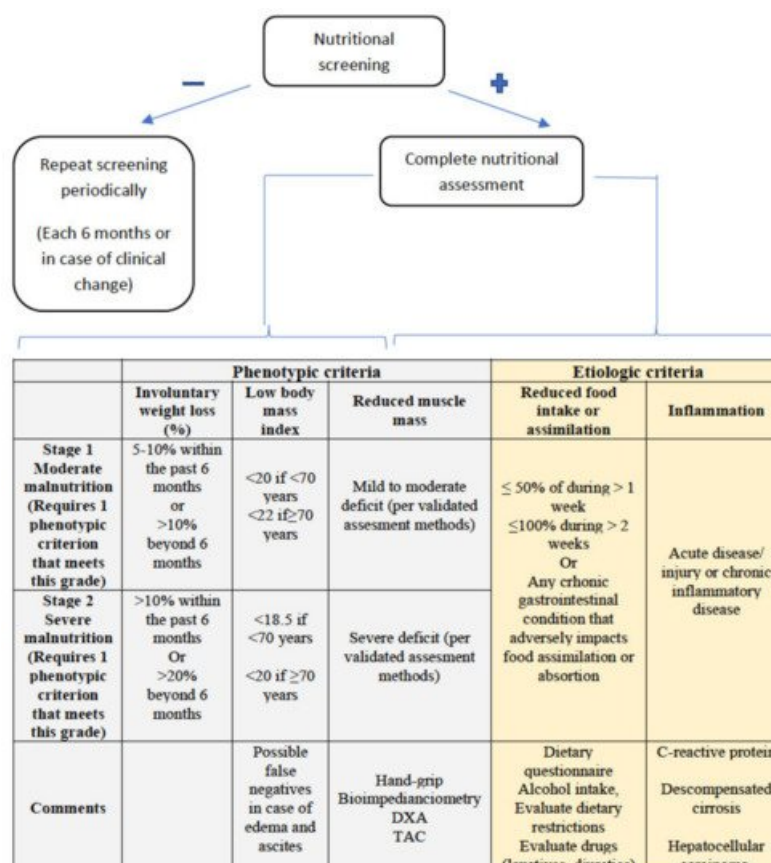 Nutritional
screening
Repeat screening
periodically
(Each 6 months or
in case of clinical
change)
Complete nutritional
assessment
Phenotypic criteria
Etiologic criteria
Involuntary
weight loss
(%)
Low body
mass
index
Reduced muscle
mass
Reduced food
intake or
assimilation
Inflammation
Stage 1
Moderate
malnutrition
(Requires 1
phenotypic
criterion
that meets
this grade)
5-10% within
the past 6
months
or
>10%
beyond 6
months
<20 if <70
years
<22 if≥70
years
Mild to moderate
deficit (per validated
assesment methods)
≤ 50% of during > 1
week
≤100% during > 2
weeks
Or
Any crhonic
gastrointestinal
condition that
adversely impacts
food assimilation or
absortion
Acute disease/
injury or chronic
inflammatory
disease
Stage 2
Severe
malnutrition
(Requires 1
phenotypic
criterion
that meets
this grade)
>10% within
the past 6
months
Or
>20%
beyond 6
months
<18.5 if
<70 years
<20 if ≥70
years
Severe deficit (per
validated assesment
methods)
Comments
Possible
false
negatives
in case of
edema and
ascites
Hand-grip
Bioimpedianciometry
DXA
TAC
Dietary
questionnaire
Alcohol intake,
Evaluate dietary
restrictions
Evaluate drugs
C-reactive protein
Descompensated
cirrosis
Hepatocellular